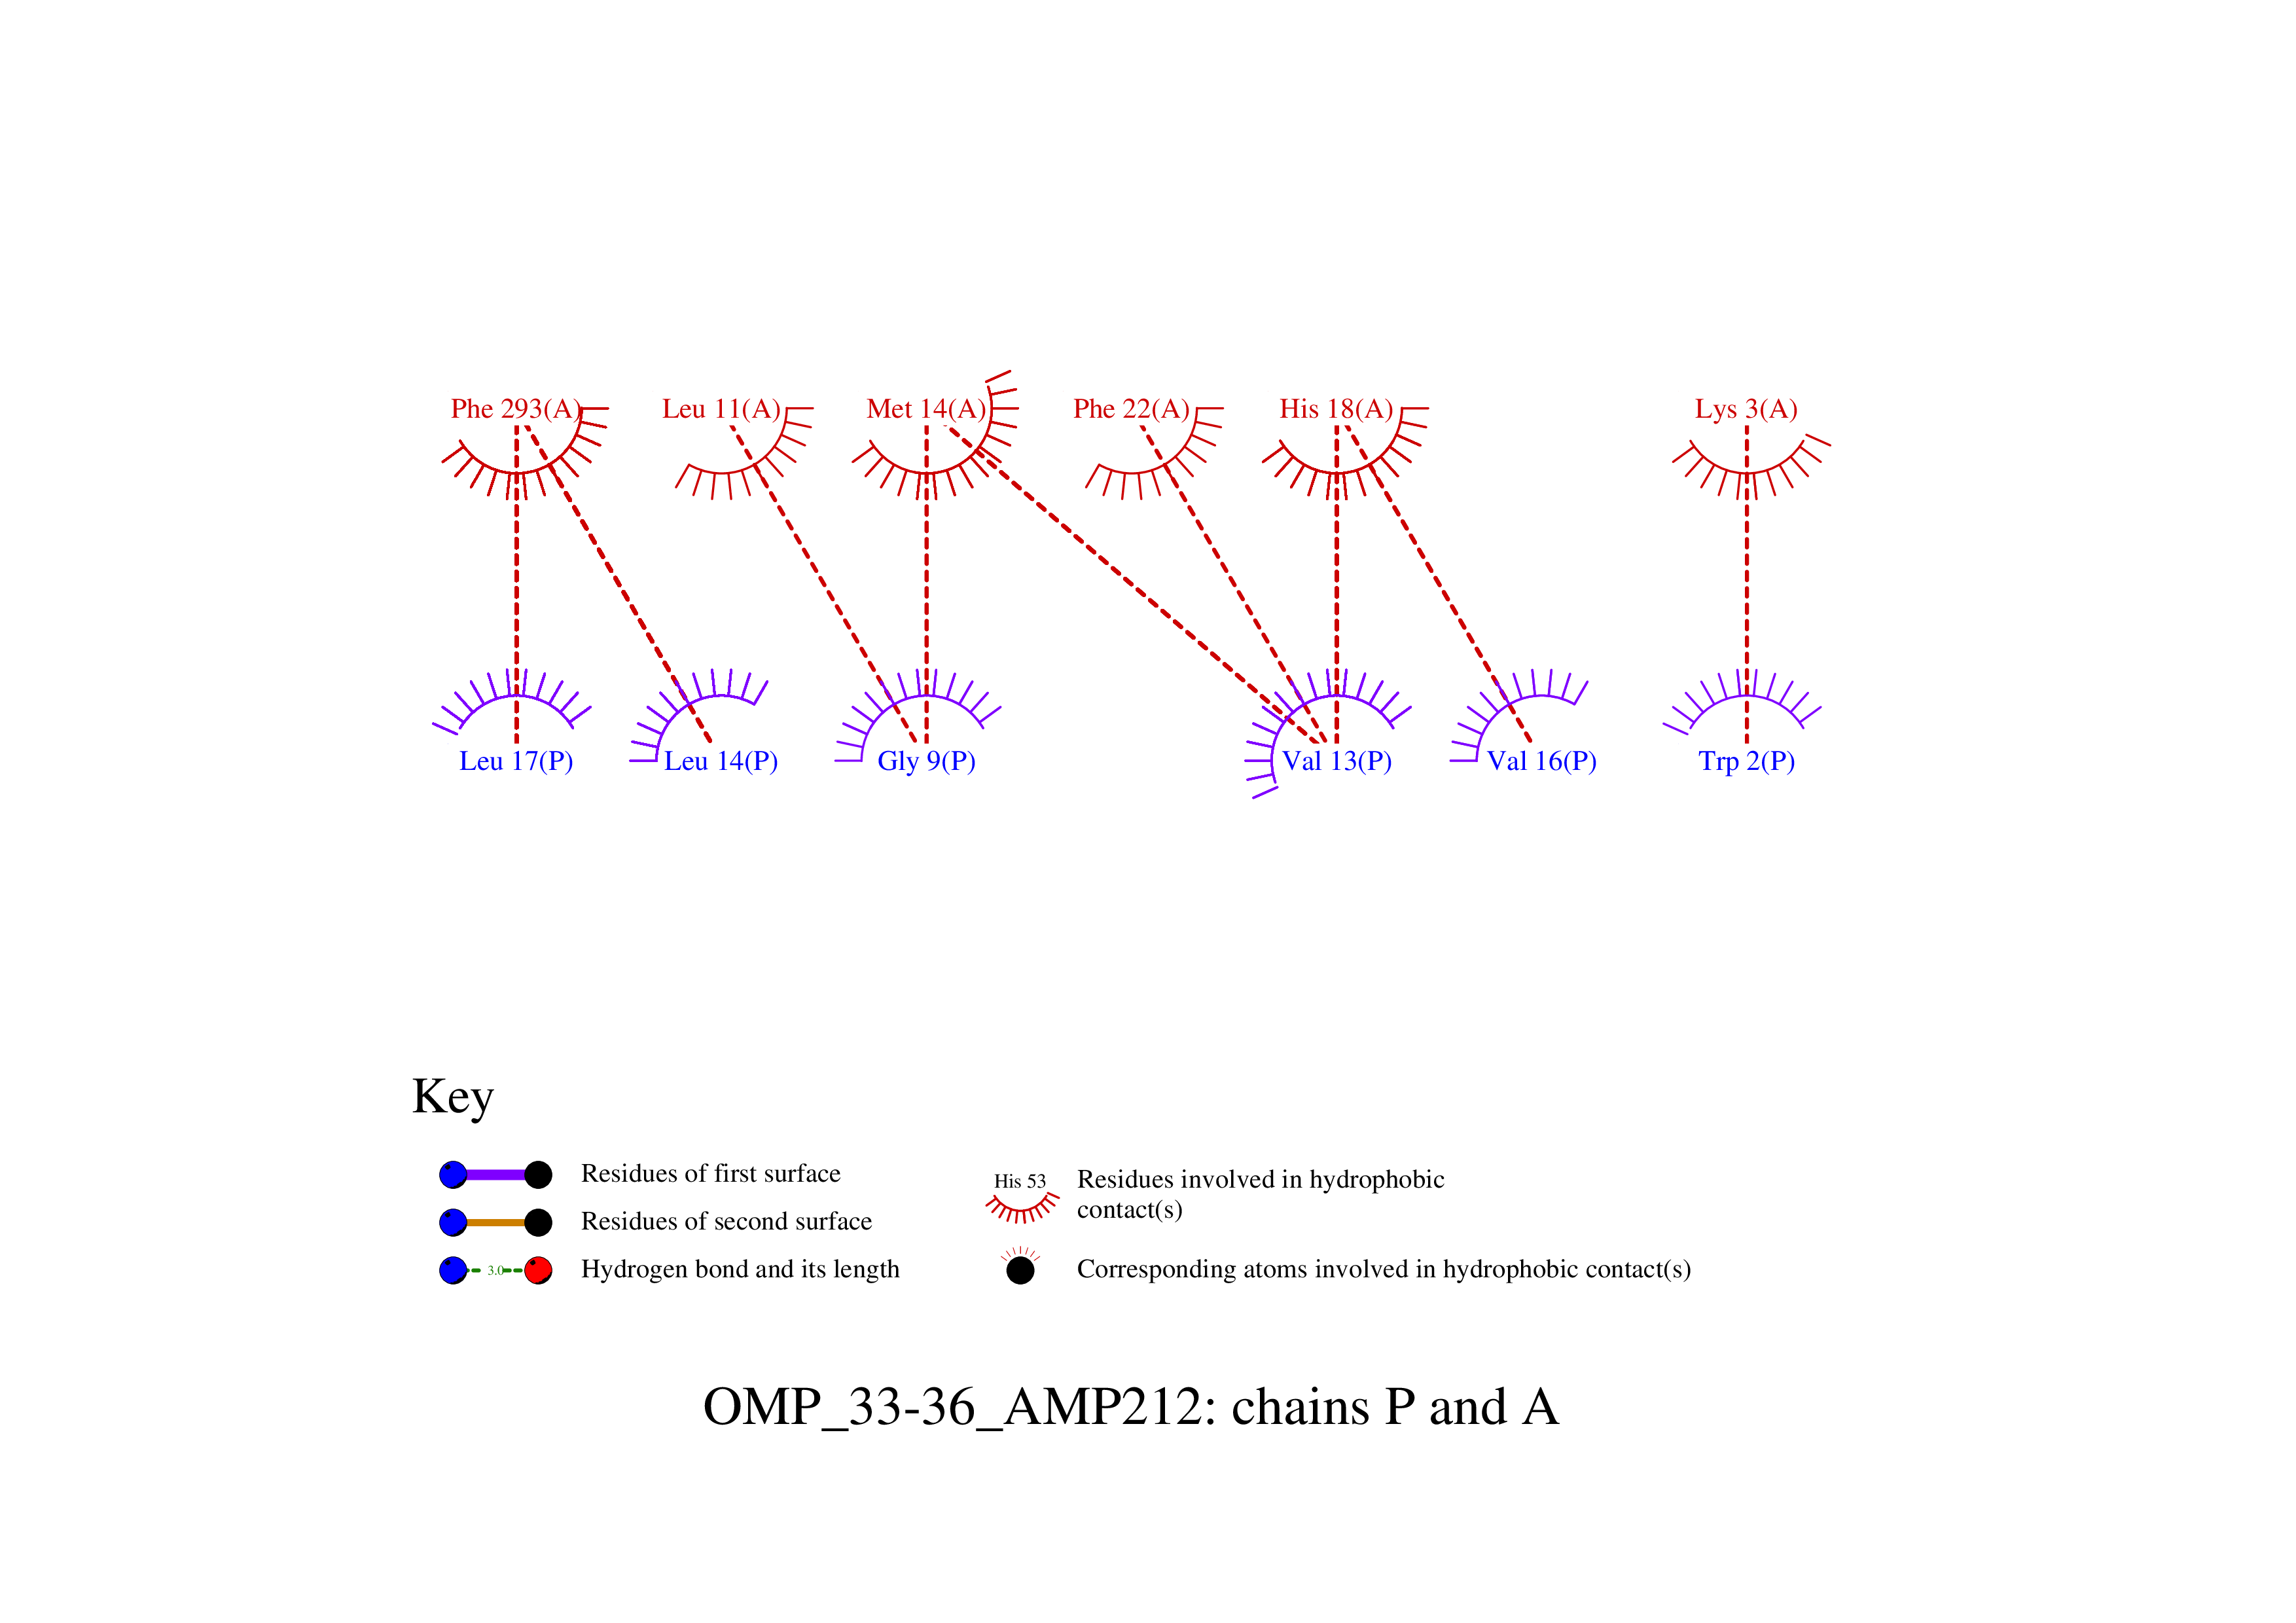 Phe 293(A) Leu 11(A) Met 14(A) Phe 22(A) His 18(A) Lys 3(A)
Leu 17(P) Leu 14(P) Gly 9(P) Val 13(P) Val 16(P) Trp 2(P)
Key
Residues of first surface
Residues of second surface
3.0 Hydrogen bond and its length
His 53 Residues involved in hydrophobic
contact(s)
Corresponding atoms involved in hydrophobic contact(s)
OMP_33-36_AMP212: chains P and A